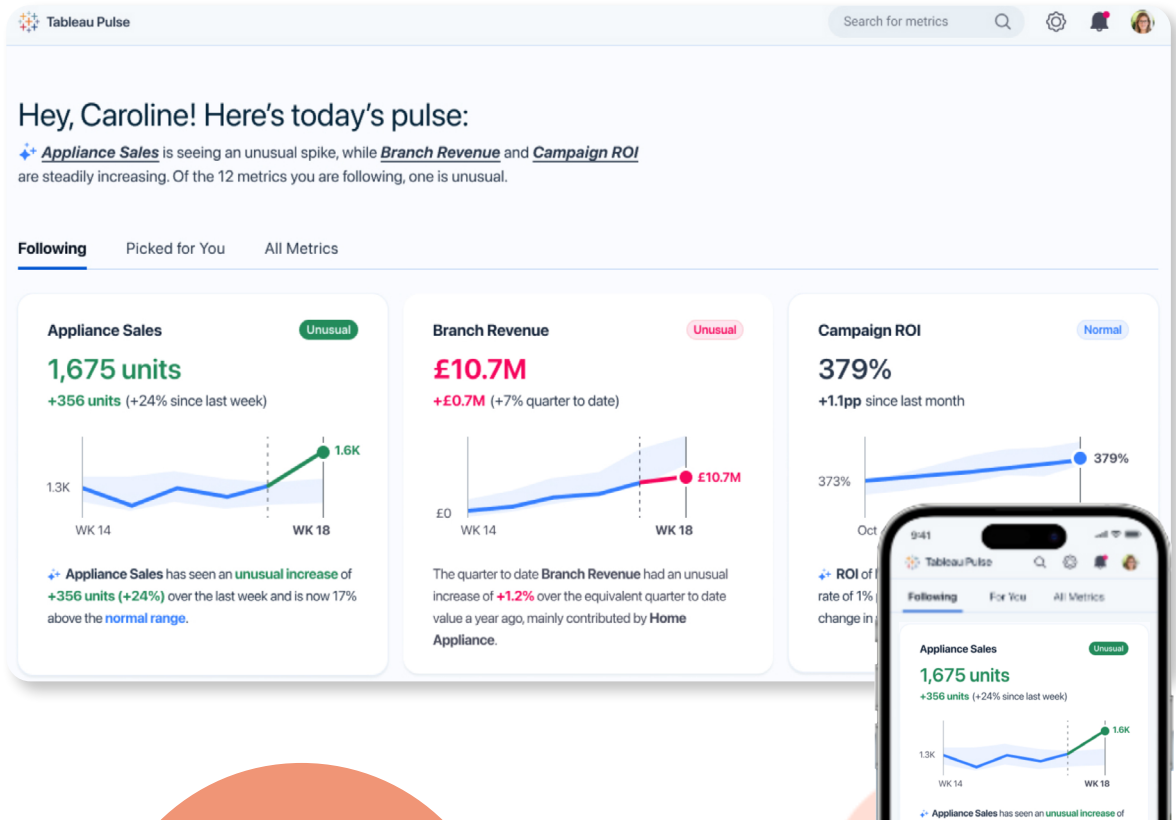 Tableau Pulse
Search for metrics
Hey, Caroline! Here's today's pulse:
Appliance Sales is seeing an unusual spike, while Branch Revenue and Campaign ROI
are steadily increasing. Of the 12 metrics you are following, one is unusual.
Following
Picked for You
All Metrics
Appliance Sales
Unusual
1,675 units
+356 units (+24% since last week)
1.6K
1.3K
WK 14
WK 18
Appliance Sales has seen an unusual increase of
+356 units (+24%) over the last week and is now 17%
above the normal range.
Branch Revenue
Unusual
£10.7M
+£0.7M (+7% quarter to date)
£10.7M
£0
WK 14
WK 18
The quarter to date Branch Revenue had an unusual
increase of +1.2% over the equivalent quarter to date
value a year ago, mainly contributed by Home
Appliance.
Campaign ROI
Normal
379%
+1.1pp since last month
379%
373%
Oct
ROI of
rate of 1%
change in
9:41
Tableau Pulse
Following
For You
All Metrics
Appliance Sales
Unusual
1,675 units
+356 units (+24% since last week)
1.6K
1.3K
WK 14
WK 18
Appliance Sales has seen an unusual increase of